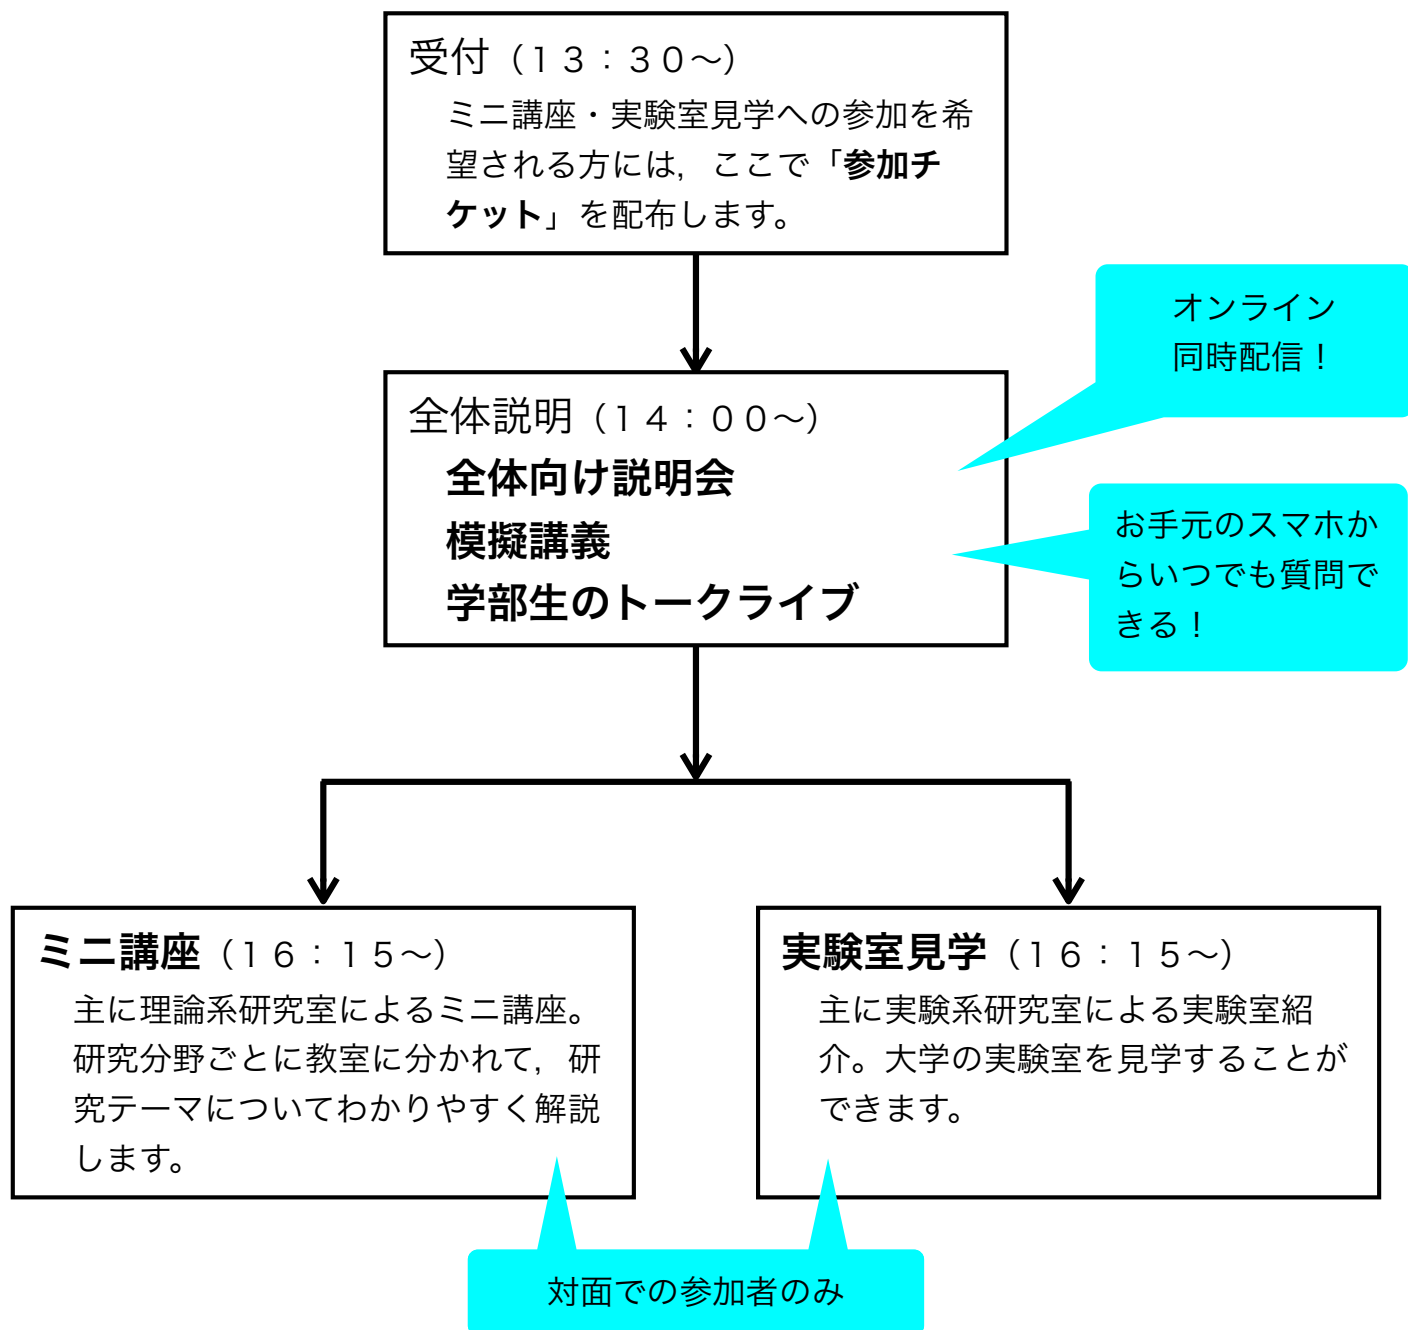 受付（１３：３０～）
ミニ講座・実験室見学への参加を希
望される方には，ここで「参加チ
ケット」を配布します。
オンライン
同時配信！
全体説明（１４：００～）
全体向け説明会
模擬講義
学部生のトークライブ
お手元のスマホか
らいつでも質問で
きる！
ミニ講座（１６：１５～）
主に理論系研究室によるミニ講座。
研究分野ごとに教室に分かれて，研
究テーマについてわかりやすく解説
します。
実験室見学（１６：１５～）
主に実験系研究室による実験室紹
介。大学の実験室を見学することが
できます。
対面での参加者のみ